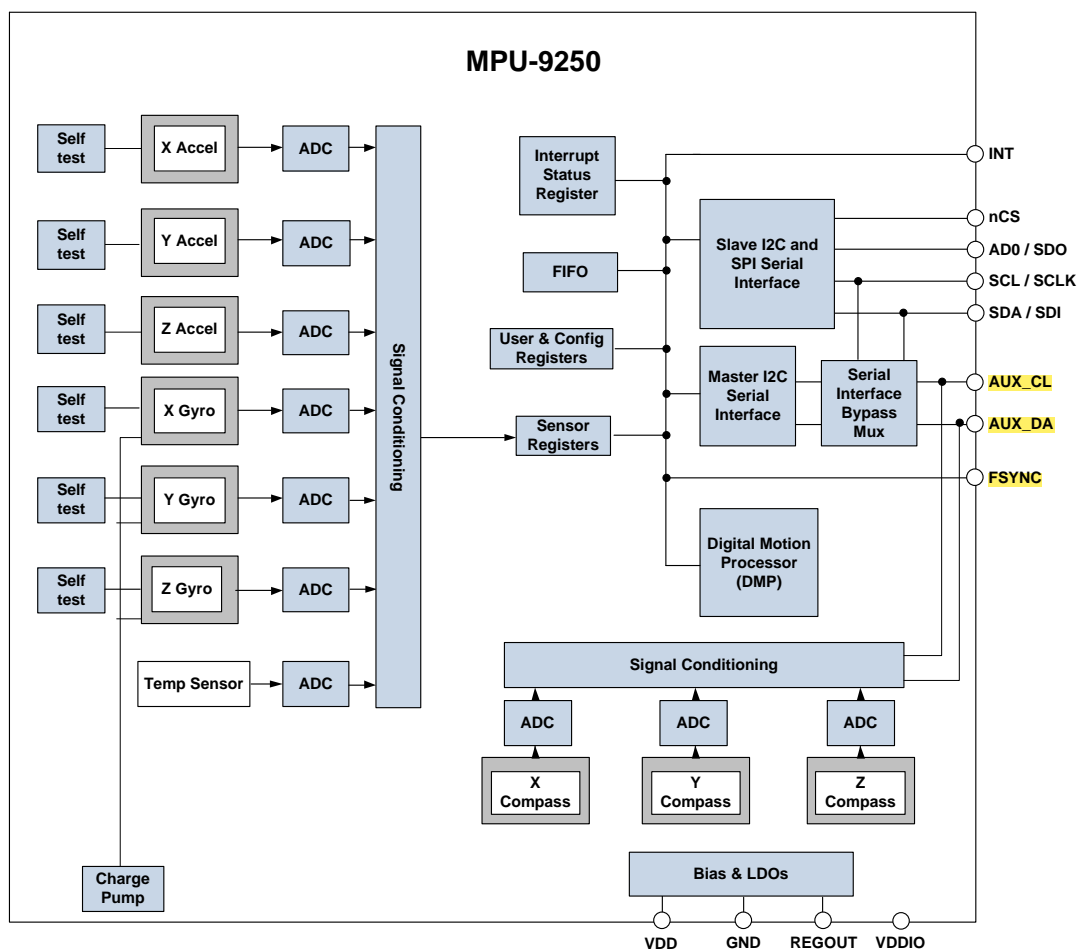 MPU-9250
Self
test
X Accel
ADC
Self
test
Y Accel
ADC
Self
test
Z Accel
ADC
Self
test
X Gyro
ADC
Self
test
Y Gyro
ADC
Self
test
Z Gyro
ADC
Temp Sensor
ADC
Signal Conditioning
Charge
Pump
Interrupt
Status
Register
FIFO
User & Config
Registers
Sensor
Registers
Slave I2C and
SPI Serial
Interface
Master I2C
Serial
Interface
Serial
Interface
Bypass
Mux
Digital Motion
Processor
(DMP)
INT
nCS
AD0 / SDO
SCL / SCLK
SDA / SDI
AUX_CL
AUX_DA
FSYNC
Signal Conditioning
ADC
ADC
ADC
X
Compass
Y
Compass
Z
Compass
Bias & LDOs
VDD
GND
REGOUT
VDDIO